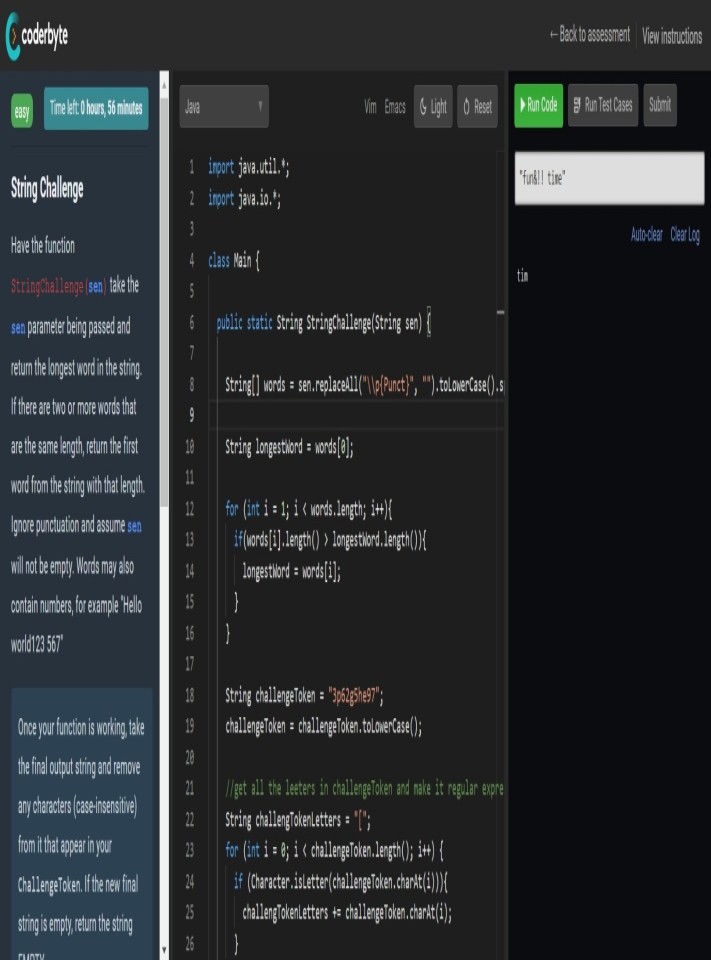 coderbyte
← Back to assessment
View instructions
easy
Time left: 0 hours, 56 minutes
String Challenge
Have the function
StringChallenge(sen) take the
sen parameter being passed and
return the longest word in the string.
If there are two or more words that
are the same length, return the first
word from the string with that length.
Ignore punctuation and assume sen
will not be empty. Words may also
contain numbers, for example "Hello
world123 567"
Once your function is working, take
the final output string and remove
any characters (case-insensitive)
from it that appear in your
ChallengeToken. If the new final
string is empty, return the string
EMPTY
Java
Vim
Emacs
Light
Reset
1 import java.util.*;
2 import java.io.*;
3
4 class Main {
5
6 public static String StringChallenge(String sen) {
7
8 String[] words = sen.replaceAll("\\p{Punct}", "").toLowerCase().s
9
10 String longestWord = words[0];
11
12 for (int i = 1; i < words.length; i++){
13 if(words[i].length() > longestWord.length()){
14 longestWord = words[i];
15 }
16 }
17
18 String challengeToken = "3p62g5he97";
19 challengeToken = challengeToken.toLowerCase();
20
21 //get all the leeters in challengeToken and make it regular expre
22 String challengTokenLetters = "[";
23 for (int i = 0; i < challengeToken.length(); i++) {
24 if (Character.isLetter(challengeToken.charAt(i))){
25 challengTokenLetters += challengeToken.charAt(i);
26 }
Run Code
Run Test Cases
Submit
"fun&!! time"
Auto-clear
Clear Log
tim